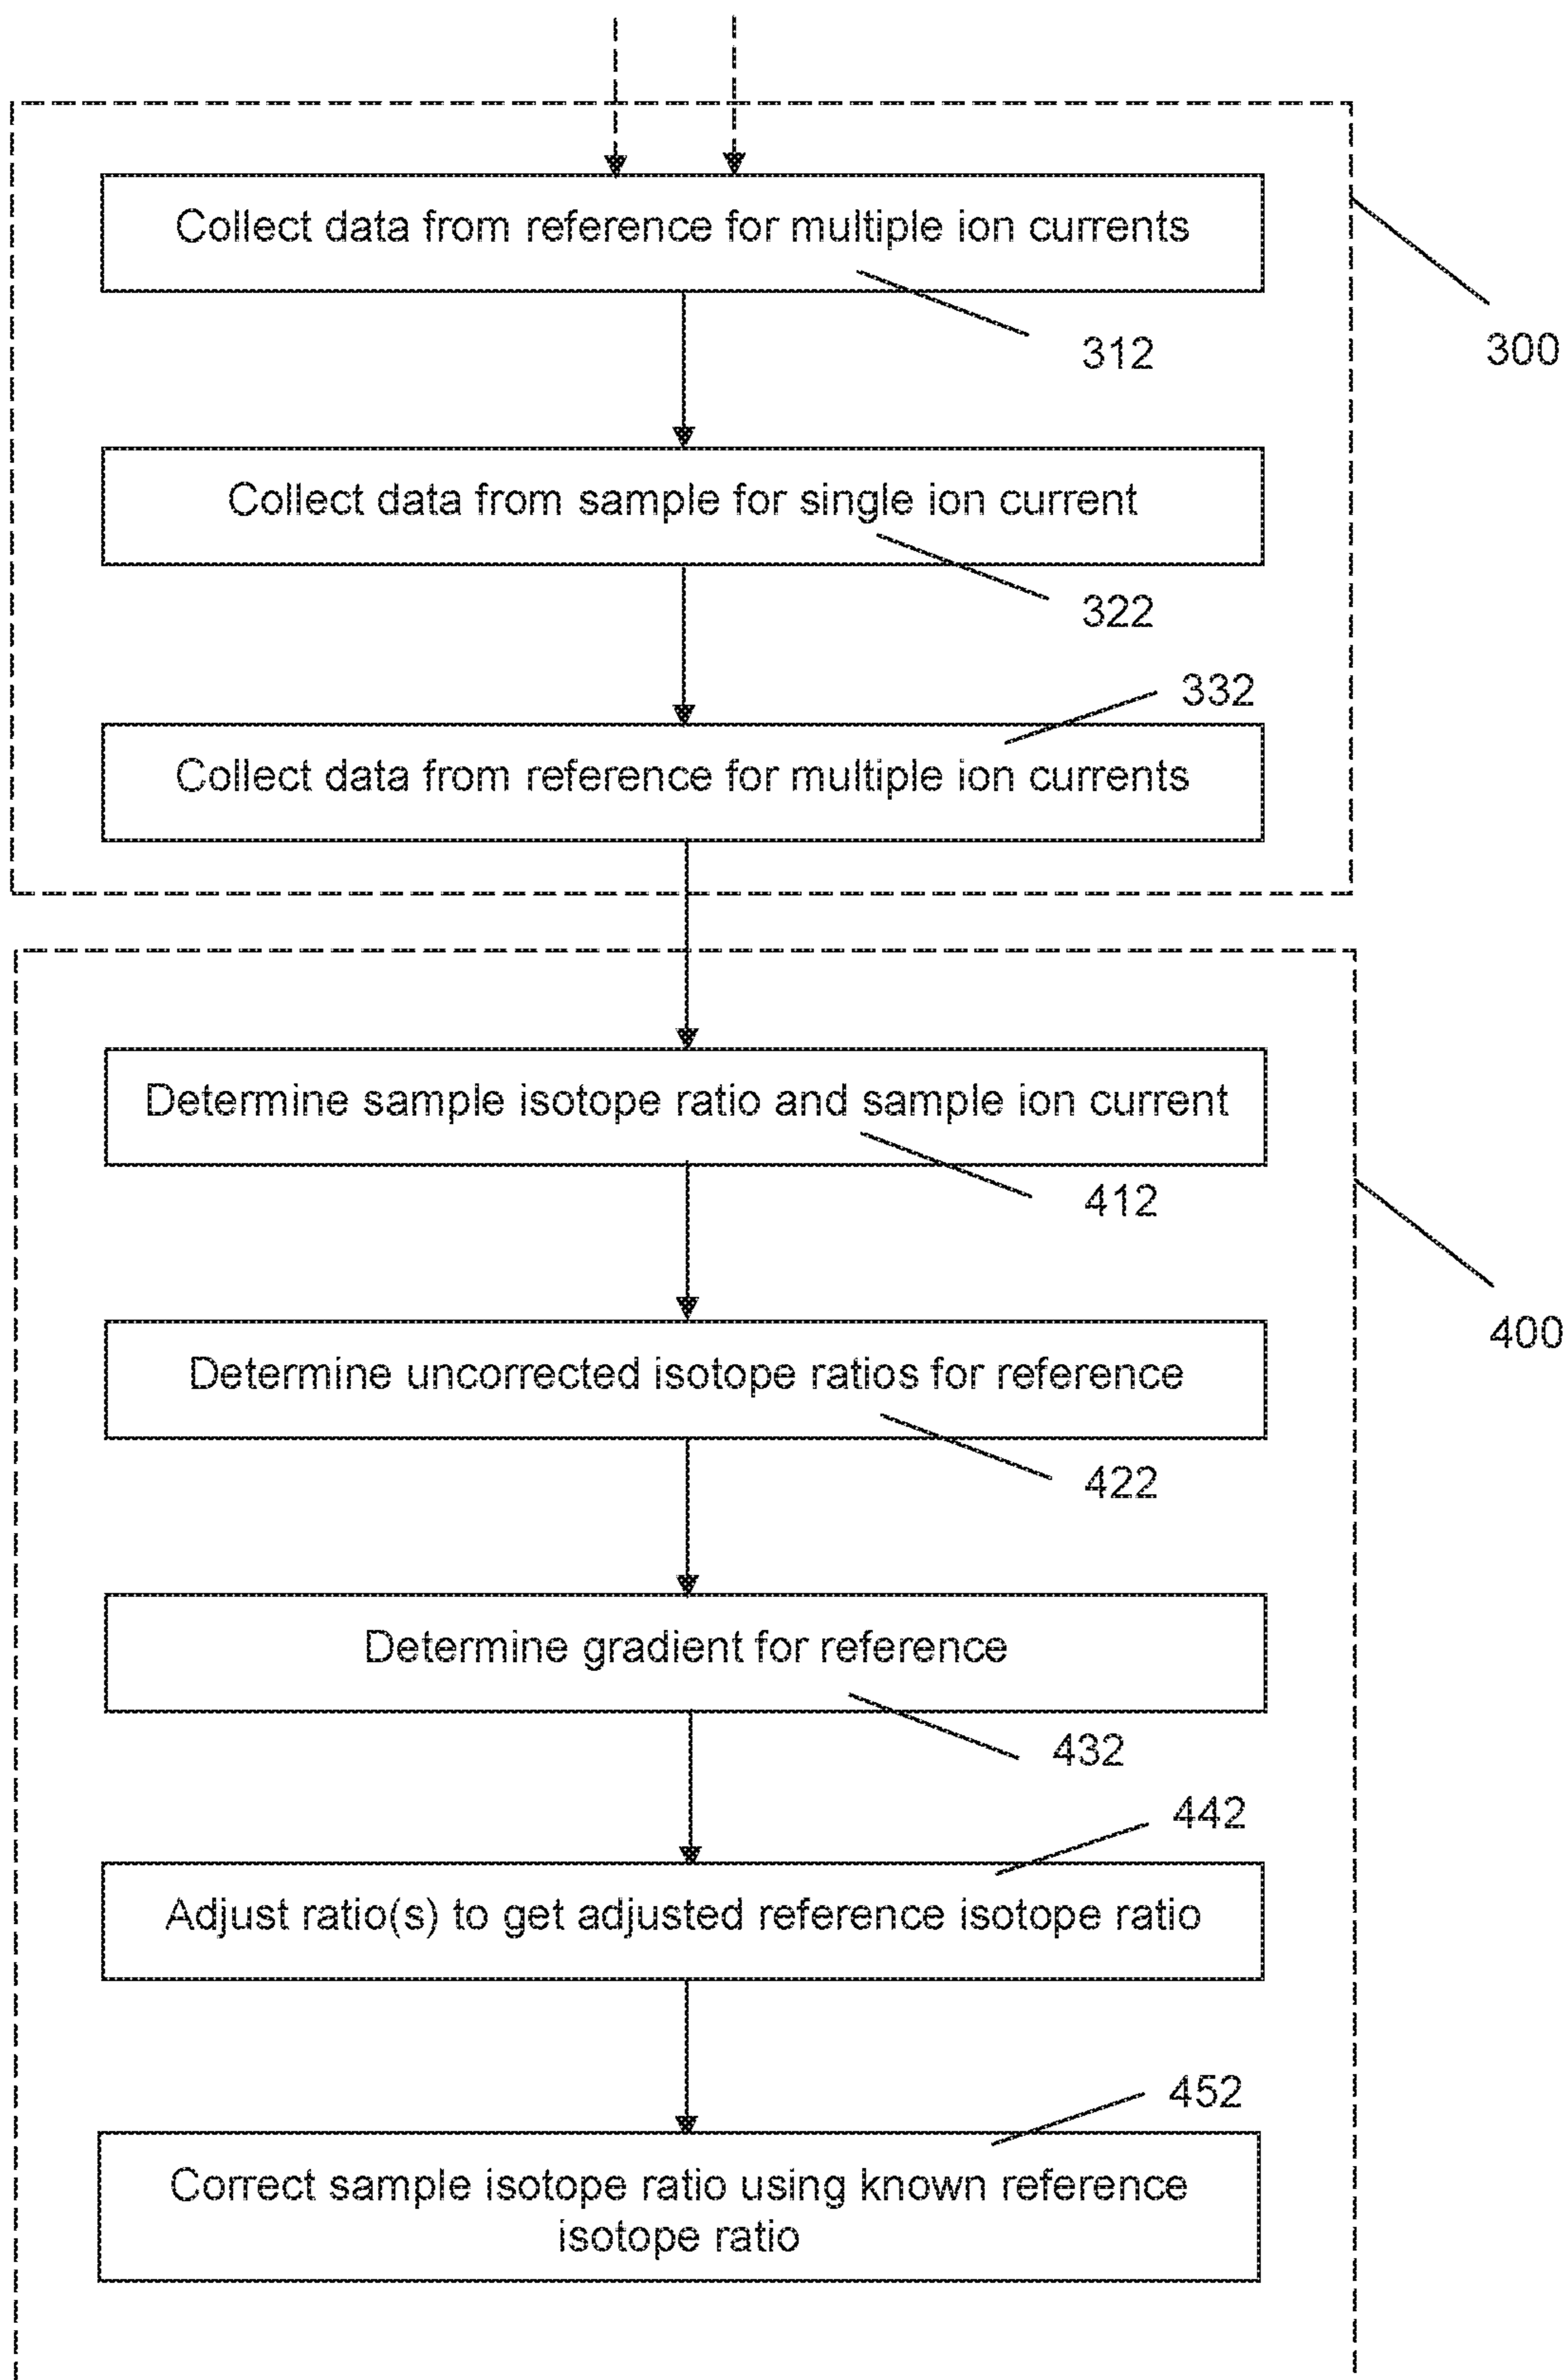 Collect data from reference for multiple ion currents
312
300
Collect data from sample for single ion current
322
332
Collect data from reference for multiple ion currents
Determine sample isotope ratio and sample ion current
412
400
Determine uncorrected isotope ratios for reference
422
Determine gradient for reference
432
442
Adjust ratio(s) to get adjusted reference isotope ratio
452
Correct sample isotope ratio using known reference
isotope ratio